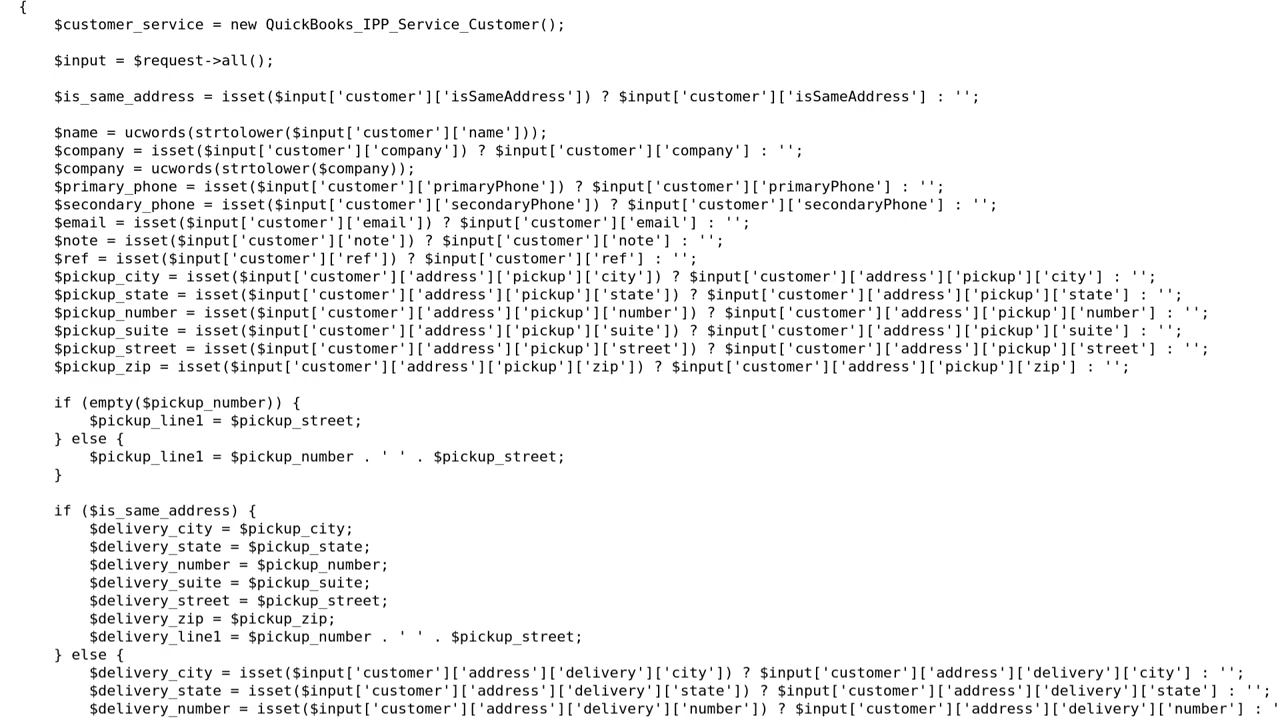 {
$customer_service = new QuickBooks_IPP_Service_Customer();
$input = $request->all();
$is_same_address = isset($input['customer']['isSameAddress']) ? $input['customer']['isSameAddress'] : '';
$name = ucwords(strtolower($input['customer']['name']));
$company = isset($input['customer']['company']) ? $input['customer']['company'] : '';
$company = ucwords(strtolower($company));
$primary_phone = isset($input['customer']['primaryPhone']) ? $input['customer']['primaryPhone'] : '';
$secondary_phone = isset($input['customer']['secondaryPhone']) ? $input['customer']['secondaryPhone'] : '';
$email = isset($input['customer']['email']) ? $input['customer']['email'] : '';
$note = isset($input['customer']['note']) ? $input['customer']['note'] : '';
$ref = isset($input['customer']['ref']) ? $input['customer']['ref'] : '';
$pickup_city = isset($input['customer']['address']['pickup']['city']) ? $input['customer']['address']['pickup']['city'] : '';
$pickup_state = isset($input['customer']['address']['pickup']['state']) ? $input['customer']['address']['pickup']['state'] : '';
$pickup_number = isset($input['customer']['address']['pickup']['number']) ? $input['customer']['address']['pickup']['number'] : '';
$pickup_suite = isset($input['customer']['address']['pickup']['suite']) ? $input['customer']['address']['pickup']['suite'] : '';
$pickup_street = isset($input['customer']['address']['pickup']['street']) ? $input['customer']['address']['pickup']['street'] : '';
$pickup_zip = isset($input['customer']['address']['pickup']['zip']) ? $input['customer']['address']['pickup']['zip'] : '';
if (empty($pickup_number)) {
$pickup_line1 = $pickup_street;
} else {
$pickup_line1 = $pickup_number . ' ' . $pickup_street;
}
if ($is_same_address) {
$delivery_city = $pickup_city;
$delivery_state = $pickup_state;
$delivery_number = $pickup_number;
$delivery_suite = $pickup_suite;
$delivery_street = $pickup_street;
$delivery_zip = $pickup_zip;
$delivery_line1 = $pickup_number . ' ' . $pickup_street;
} else {
$delivery_city = isset($input['customer']['address']['delivery']['city']) ? $input['customer']['address']['delivery']['city'] : '';
$delivery_state = isset($input['customer']['address']['delivery']['state']) ? $input['customer']['address']['delivery']['state'] : '';
$delivery_number = isset($input['customer']['address']['delivery']['number']) ? $input['customer']['address']['delivery']['number'] : '